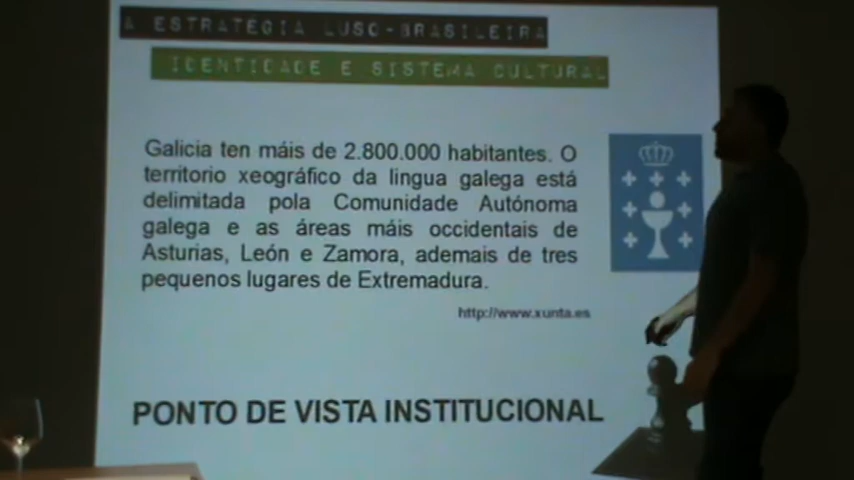 A ESTRATÉGIA LUSO-BRASILEIRA
IDENTIDADE E SISTEMA CULTURAL
Galicia ten máis de 2.800.000 habitantes. O
territorio xeográfico da lingua galega está
delimitada pola Comunidade Autónoma
galega e as áreas máis occidentais de
Asturias, León e Zamora, ademais de tres
pequenos lugares de Extremadura.
http://www.xunta.es
PONTO DE VISTA INSTITUCIONAL